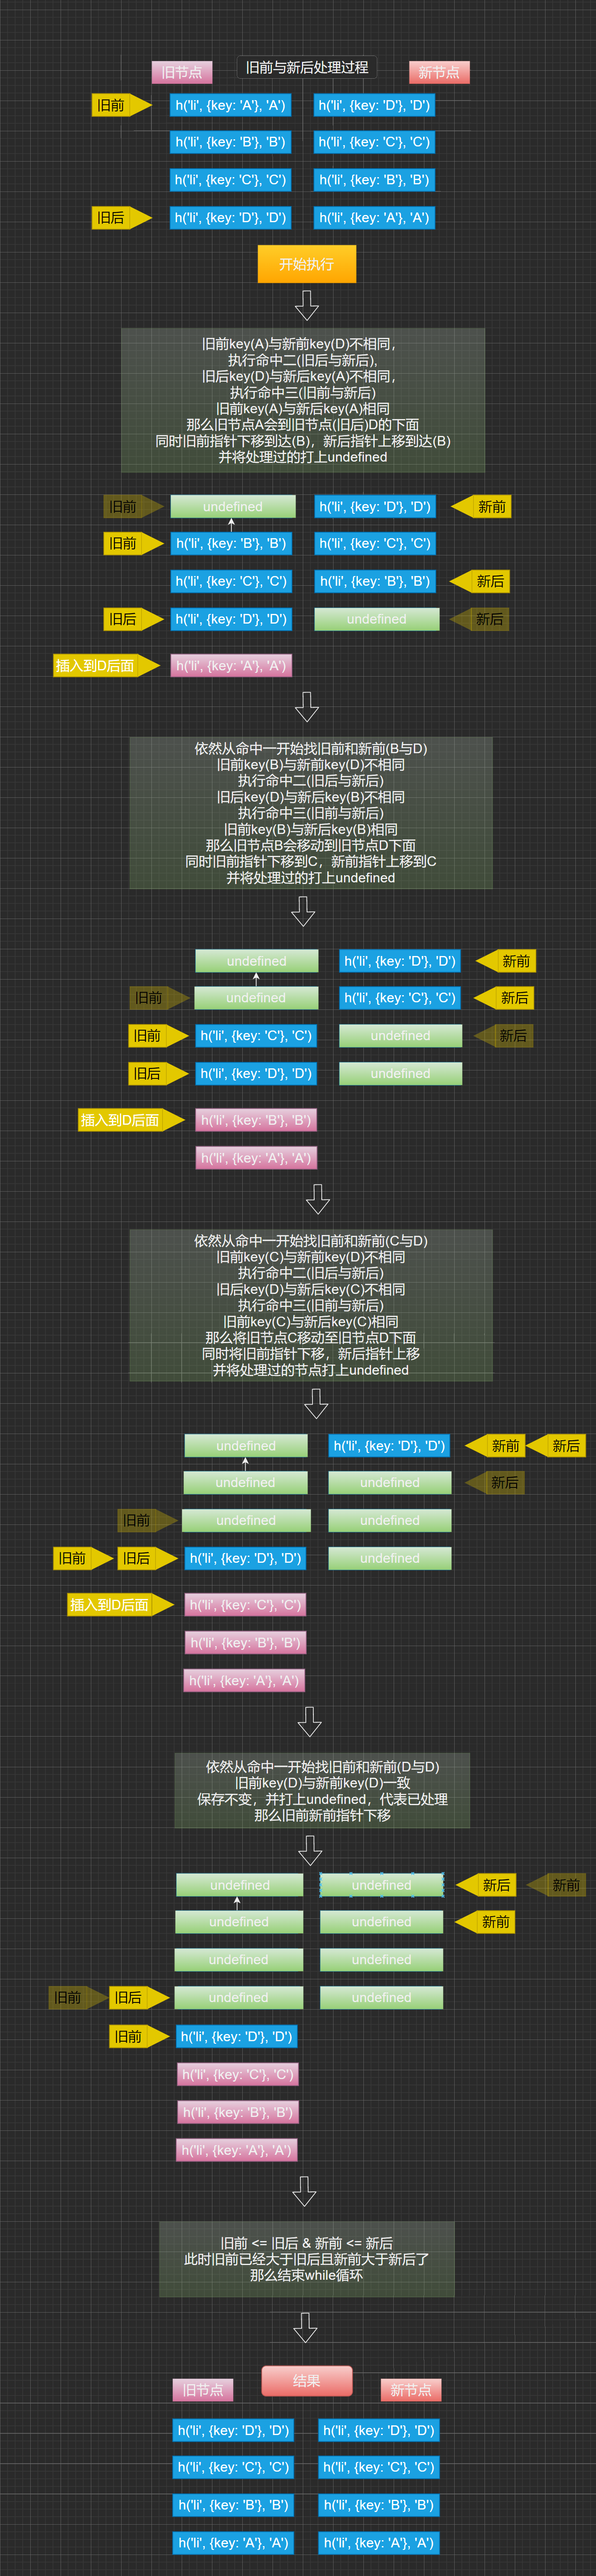 旧前与新后处理过程
旧节点
新节点
旧前
h('li', {key: 'A'}, 'A')
h('li', {key: 'D'}, 'D')
h('li', {key: 'B'}, 'B')
h('li', {key: 'C'}, 'C')
h('li', {key: 'C'}, 'C')
h('li', {key: 'B'}, 'B')
旧后
h('li', {key: 'D'}, 'D')
h('li', {key: 'A'}, 'A')
开始执行
旧前key(A)与新前key(D)不相同，
执行命中二(旧后与新后)，
旧后key(D)与新后key(A)不相同，
执行命中三(旧前与新后)
旧前key(A)与新后key(A)相同
那么旧节点A会到旧节点(旧后)D的下面
同时旧前指针下移到达(B)，新后指针上移到达(B)
并将处理过的打上undefined
旧前
undefined
h('li', {key: 'D'}, 'D')
新前
旧前
h('li', {key: 'B'}, 'B')
h('li', {key: 'C'}, 'C')
h('li', {key: 'C'}, 'C')
h('li', {key: 'B'}, 'B')
新后
旧后
h('li', {key: 'D'}, 'D')
undefined
新后
插入到D后面
h('li', {key: 'A'}, 'A')
依然从命中一开始找旧前和新前(B与D)
旧前key(B)与新前key(D)不相同
执行命中二(旧后与新后)
旧后key(D)与新后key(B)不相同
执行命中三(旧前与新后)
旧前key(B)与新后key(B)相同
那么旧节点B会移动到旧节点D下面
同时旧前指针下移到C，新前指针上移到C
并将处理过的打上undefined
undefined
h('li', {key: 'D'}, 'D')
新前
旧前
undefined
h('li', {key: 'C'}, 'C')
新后
旧前
h('li', {key: 'C'}, 'C')
undefined
新后
旧后
h('li', {key: 'D'}, 'D')
undefined
插入到D后面
h('li', {key: 'B'}, 'B')
h('li', {key: 'A'}, 'A')
依然从命中一开始找旧前和新前(C与D)
旧前key(C)与新前key(D)不相同
执行命中二(旧后与新后)
旧后key(D)与新后key(C)不相同
执行命中三(旧前与新后)
旧前key(C)与新后key(C)相同
那么将旧节点C移动至旧节点D下面
同时将旧前指针下移，新后指针上移
并将处理过的节点打上undefined
undefined
h('li', {key: 'D'}, 'D')
新前
新后
undefined
undefined
新后
旧前
undefined
undefined
旧前
旧后
h('li', {key: 'D'}, 'D')
undefined
插入到D后面
h('li', {key: 'C'}, 'C')
h('li', {key: 'B'}, 'B')
h('li', {key: 'A'}, 'A')
依然从命中一开始找旧前和新前(D与D)
旧前key(D)与新前key(D)一致
保存不变，并打上undefined，代表已处理
那么旧前新前指针下移
undefined
undefined
新后
新前
undefined
undefined
新前
undefined
undefined
旧前
旧后
undefined
undefined
旧前
h('li', {key: 'D'}, 'D')
h('li', {key: 'C'}, 'C')
h('li', {key: 'B'}, 'B')
h('li', {key: 'A'}, 'A')
旧前 <= 旧后 & 新前 <= 新后
此时旧前已经大于旧后且新前大于新后了
那么结束while循环
结果
旧节点
新节点
h('li', {key: 'D'}, 'D')
h('li', {key: 'D'}, 'D')
h('li', {key: 'C'}, 'C')
h('li', {key: 'C'}, 'C')
h('li', {key: 'B'}, 'B')
h('li', {key: 'B'}, 'B')
h('li', {key: 'A'}, 'A')
h('li', {key: 'A'}, 'A')